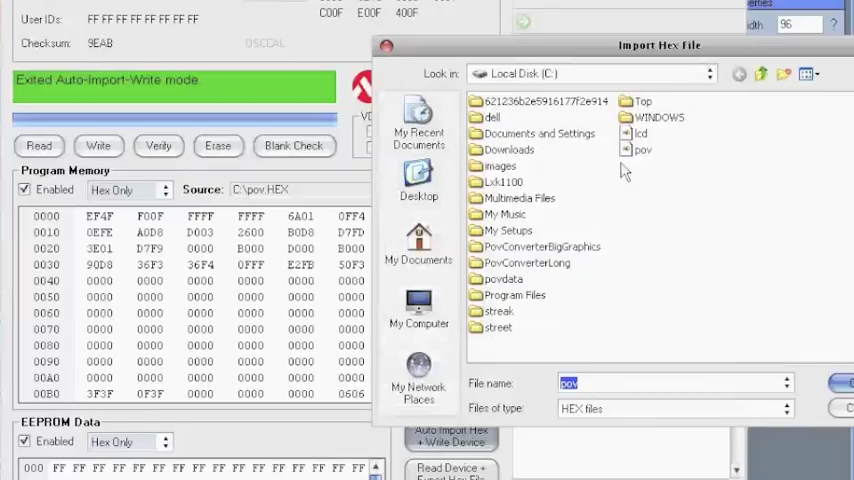 User IDs: FF FF FF FF FF FF FF FF
Checksum: 9EAB
OSCCAL
C00F E00F 400F
Width 96 ?
Exited Auto-Import-Write mode.
Read Write Verify Erase Blank Check
Program Memory
Enabled Hex Only Source: C:\pov.HEX
0000 EF4F F00F FFFF FFFF 6A01 0FF4
0010 0EFE A0D8 D003 2600 B0D8 D7FD
0020 3E01 D7F9 0000 B000 D000 B000
0030 90D8 36F3 36F4 0FFF E2FB 50F3
0040 0000 0000 0000 0000 0000 0000
0050 0000 0000 0000 0000 0000 0000
0060 0000 0000 0000 0000 0000 0000
0070 0000 0000 0000 0000 0000 0000
0080 0000 0000 0000 0000 0000 0000
0090 0000 0000 0000 0000 0000 0000
00A0 0000 0000 0000 0000 0000 0000
00B0 3F3F 0F3F 0000 0000 0000 0606
EEPROM Data
Enabled Hex Only
000 FF FF FF FF FF FF FF FF FF FF FF FF FF
Auto Import Hex
+ Write Device
Read Device +
Export Hex File
Import Hex File
Look in: Local Disk (C:)
My Recent
Documents
Desktop
My Documents
My Computer
My Network
Places
621236b2e5916177f2e914
dell
Documents and Settings
Downloads
images
Lxk1100
Multimedia Files
My Music
My Setups
PovConverterBigGraphics
PovConverterLong
povdata
Program Files
streak
street
Top
WINDOWS
lcd
pov
File name: pov
Files of type: HEX files